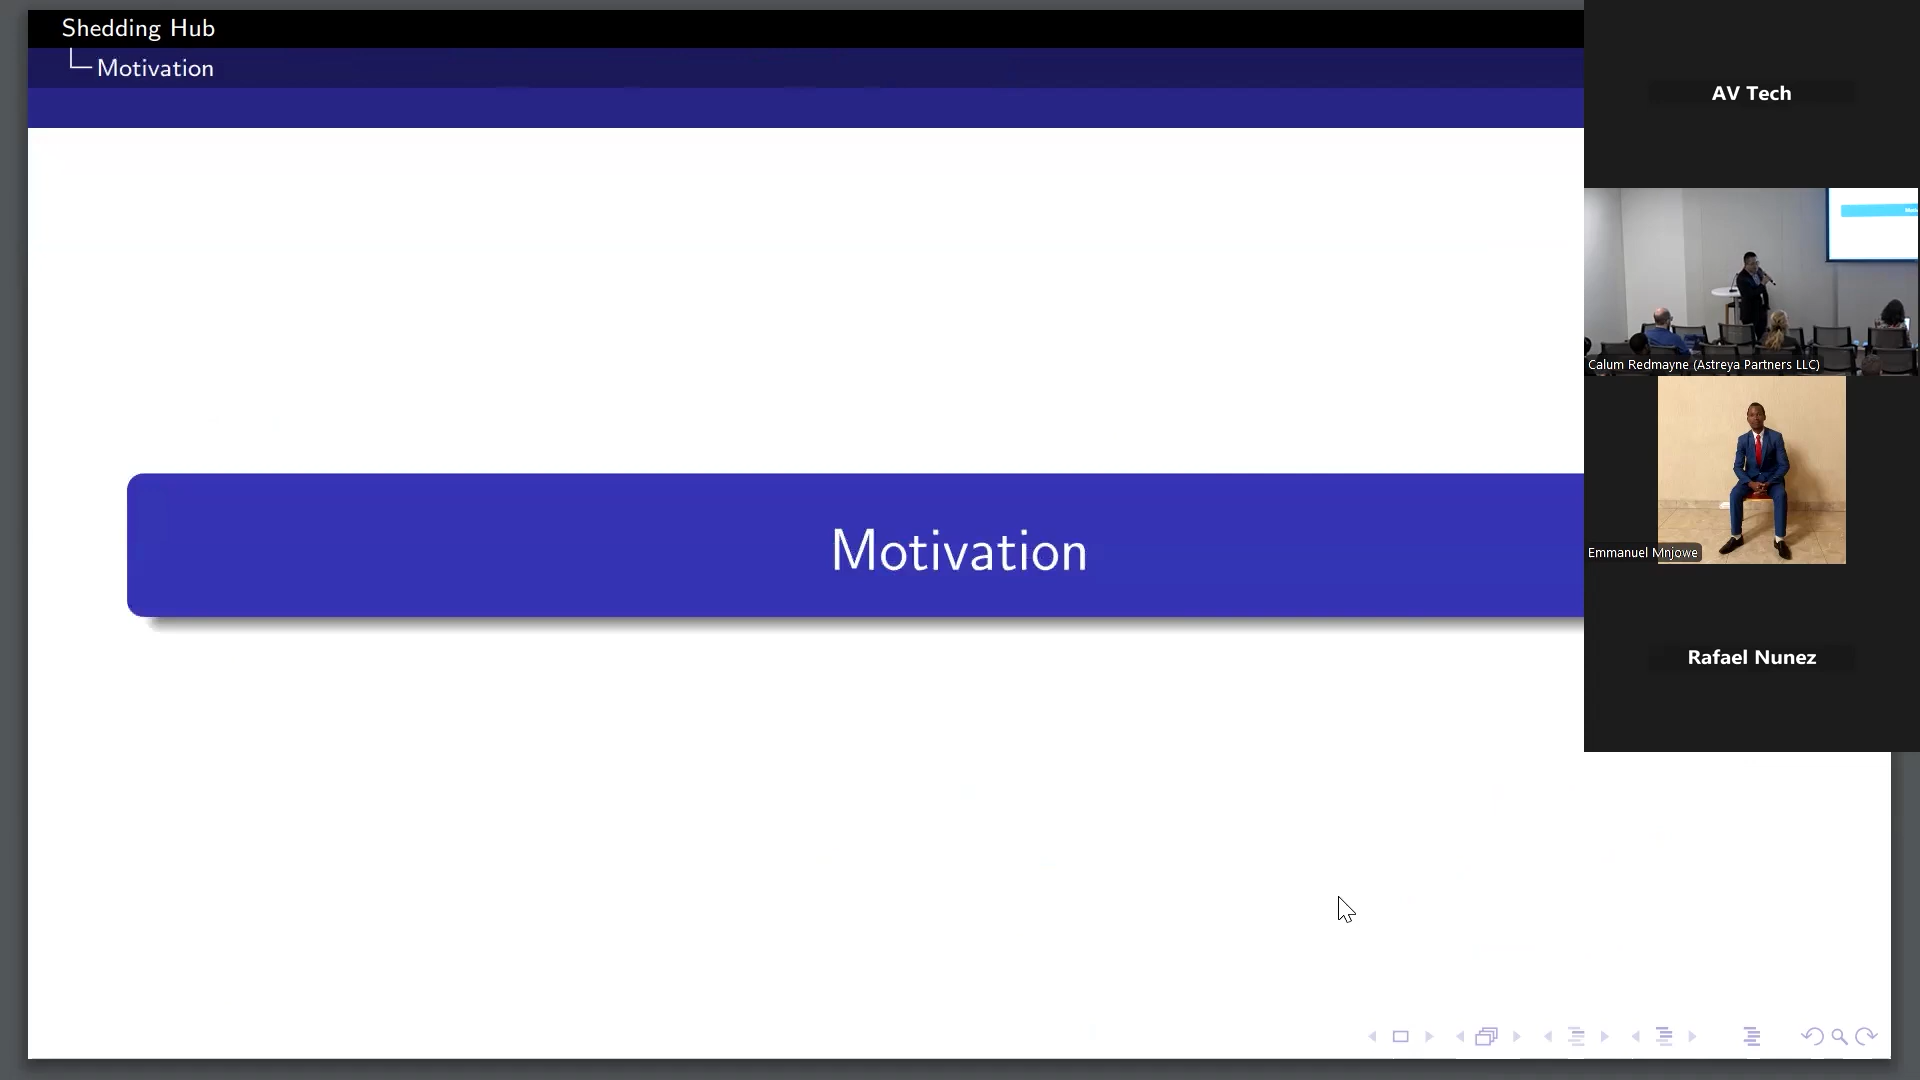 Shedding Hub
Motivation
Motivation
AV Tech
Calum Redmayne (Astreya Partners LLC)
Emmanuel Mnjowe
Rafael Nunez